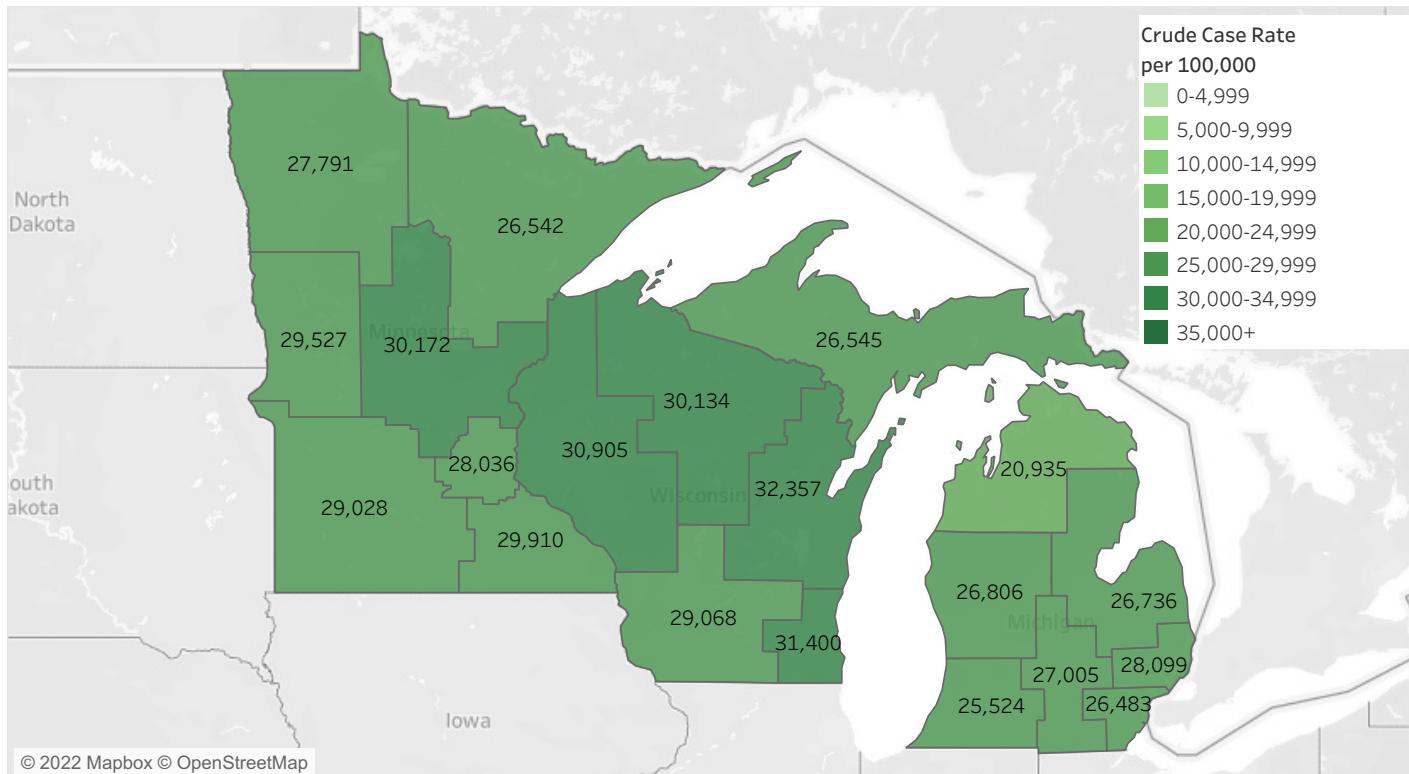 Crude Case Rate
per 100,000
0-4,999
5,000-9,999
10,000-14,999
15,000-19,999
20,000-24,999
25,000-29,999
30,000-34,999
35,000+
27,791
North
Dakota
26,542
29,527
Minnesota
30,172
26,545
30,134
30,905
20,935
28,036
Wisconsin
32,357
outh
akota
29,028
29,910
26,806
26,736
29,068
Michigan
31,400
28,099
27,005
25,524
26,483
Iowa
© 2022 Mapbox © OpenStreetMap